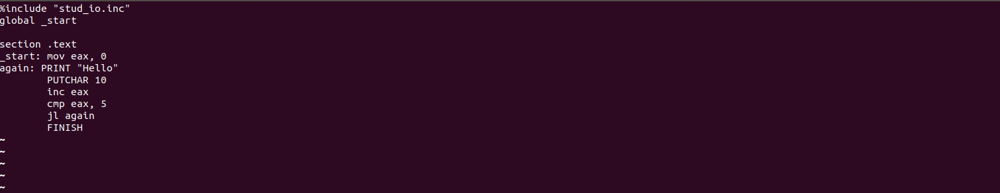 %include "stud_io.inc"
global _start

section .text
_start: mov eax, 0
again: PRINT "Hello"
        PUTCHAR 10
        inc eax
        cmp eax, 5
        jl again
        FINISH
~
~
~
~
~